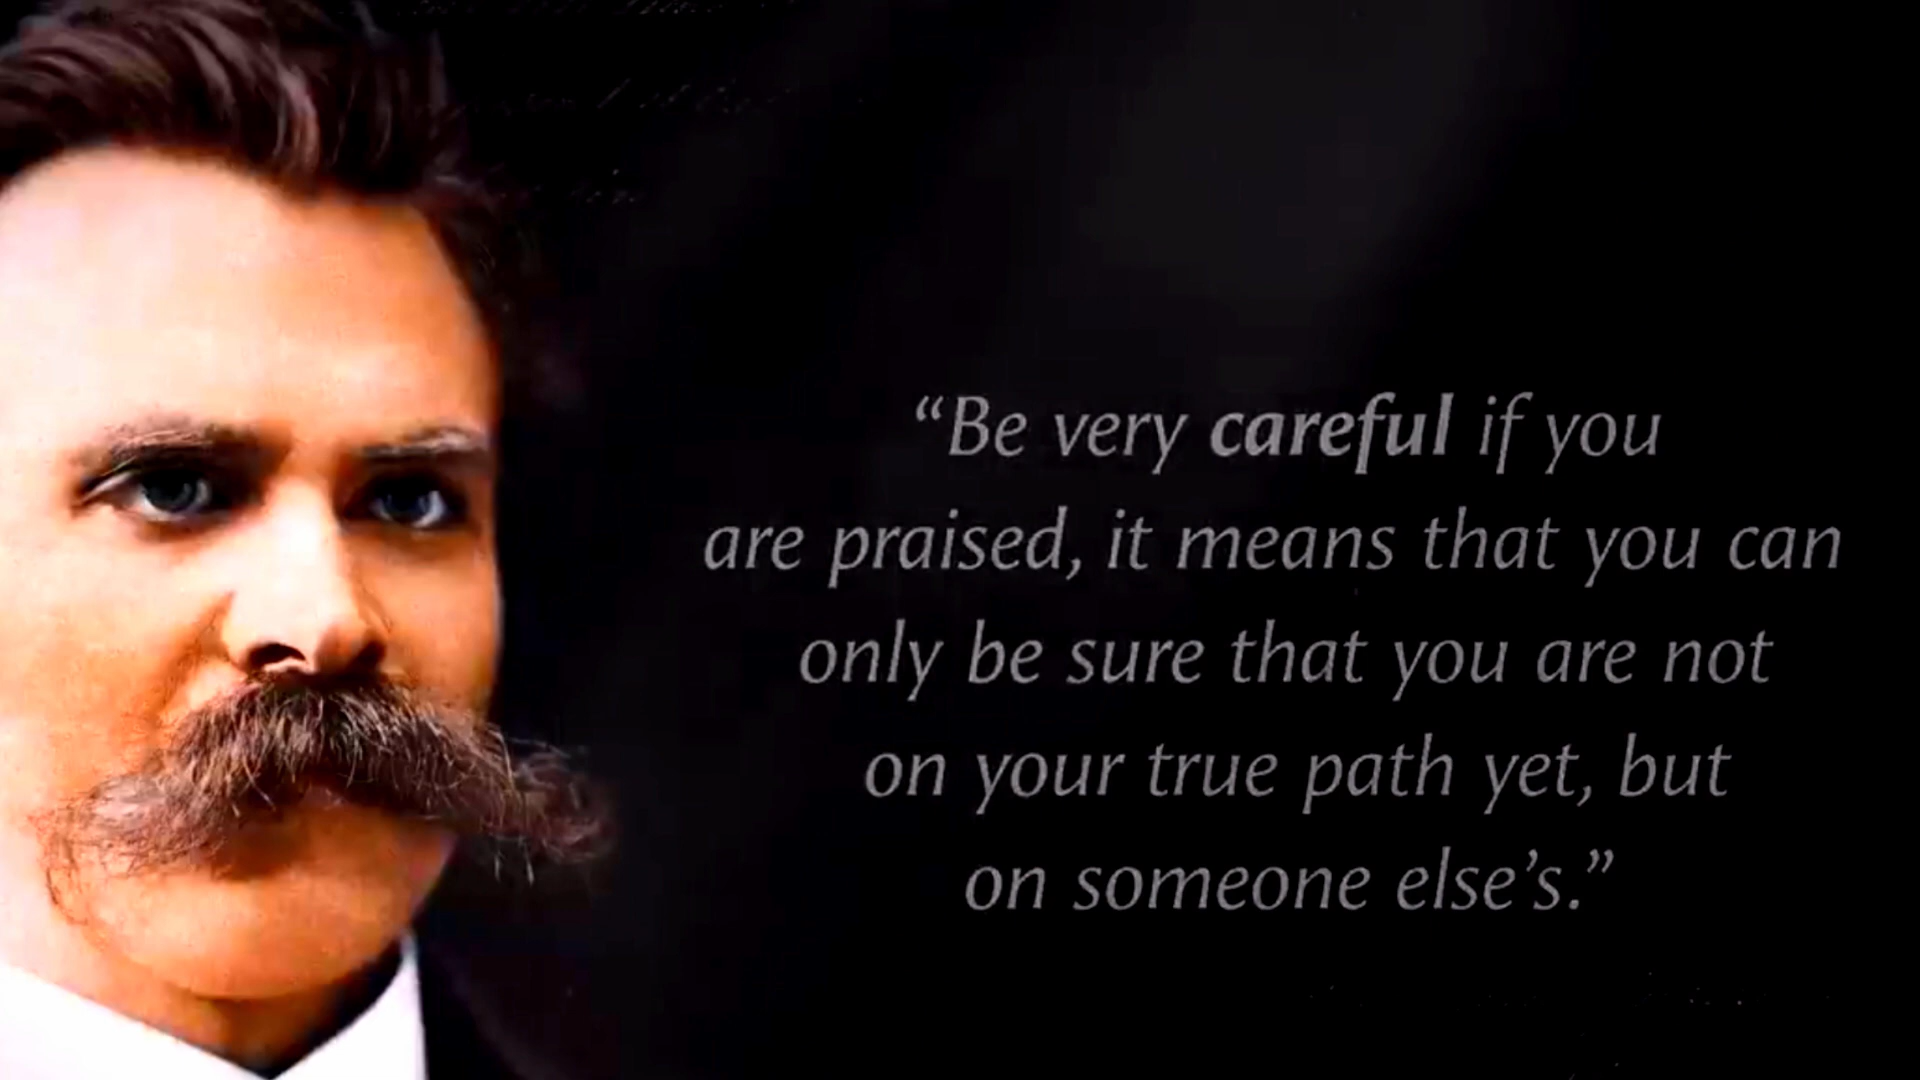 “Be very careful if you
are praised, it means that you can
only be sure that you are not
on your true path yet, but
on someone else’s.”